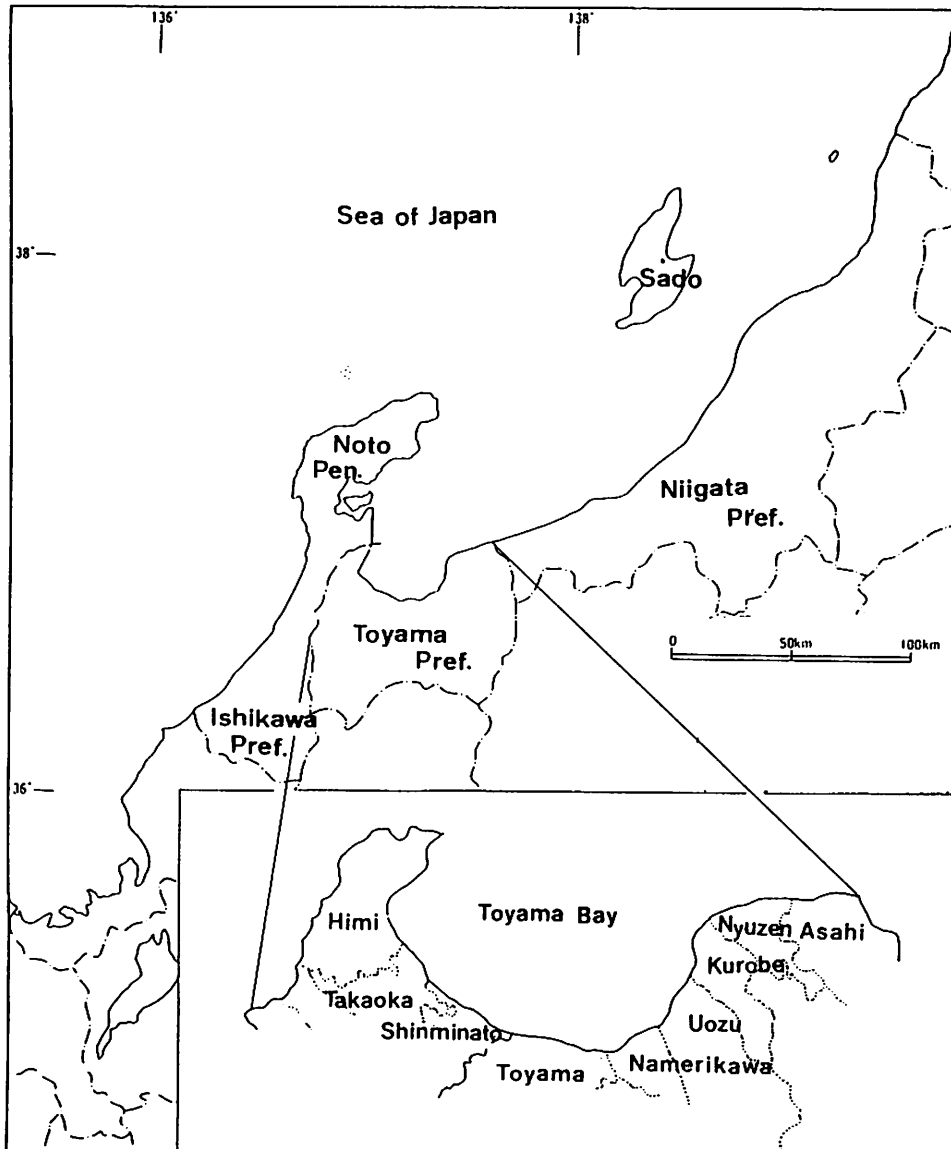 136°
138°
Sea of Japan
38°
Sado
Noto
Pen.
Niigata
Pref.
Toyama
Pref.
0 50km 100km
Ishikawa
Pref.
36°
Himi
Toyama Bay
Nyuzen Asahi
Kurobe
Takaoka
Shinminato
Uozu
Toyama
Namerikawa